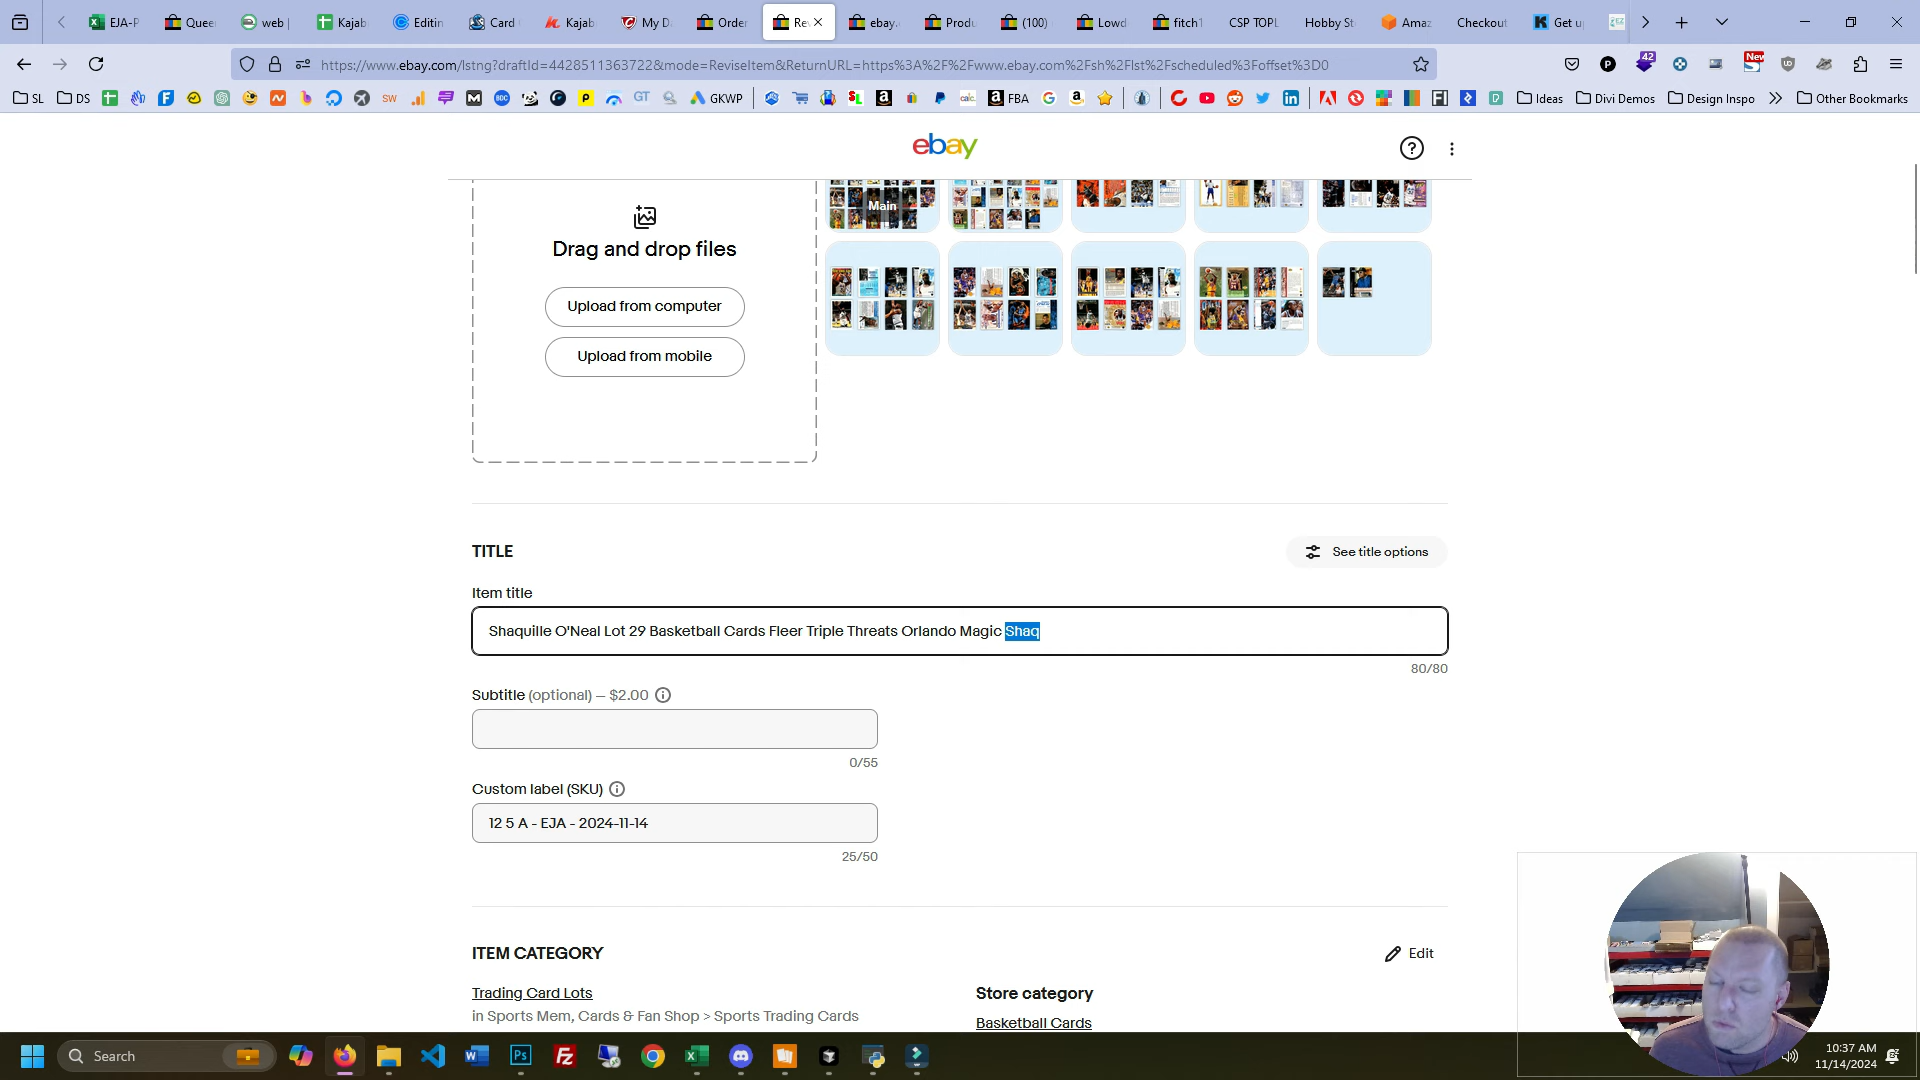 EJA-P
Quee
web |
Kajab
Editin
Card
Kajab
My D
Order
Rev
ebay.
Produ
(100)
Lowd
fitch1
CSP TOPL
Hobby St
Amaz
Checkout
Get u
https://www.ebay.com/lstng?draftId=44285113637228&mode=ReviseItem&ReturnURL=https%3A%2F%2Fwww.ebay.com%2Fsh%2Flst%2Fscheduled%3Foffset%3D0
42
New
SL
DS
GKWP
FBA
Ideas
Divi Demos
Design Inspo
Other Bookmarks
ebay
Main
Drag and drop files
Upload from computer
Upload from mobile
TITLE
See title options
Item title
Shaquille O'Neal Lot 29 Basketball Cards Fleer Triple Threats Orlando Magic Shaq
80/80
Subtitle (optional) – $2.00
0/55
Custom label (SKU)
12 5 A - EJA - 2024-11-14
25/50
ITEM CATEGORY
Edit
Trading Card Lots
in Sports Mem, Cards & Fan Shop > Sports Trading Cards
Store category
Basketball Cards
Search
10:37 AM
11/14/2024